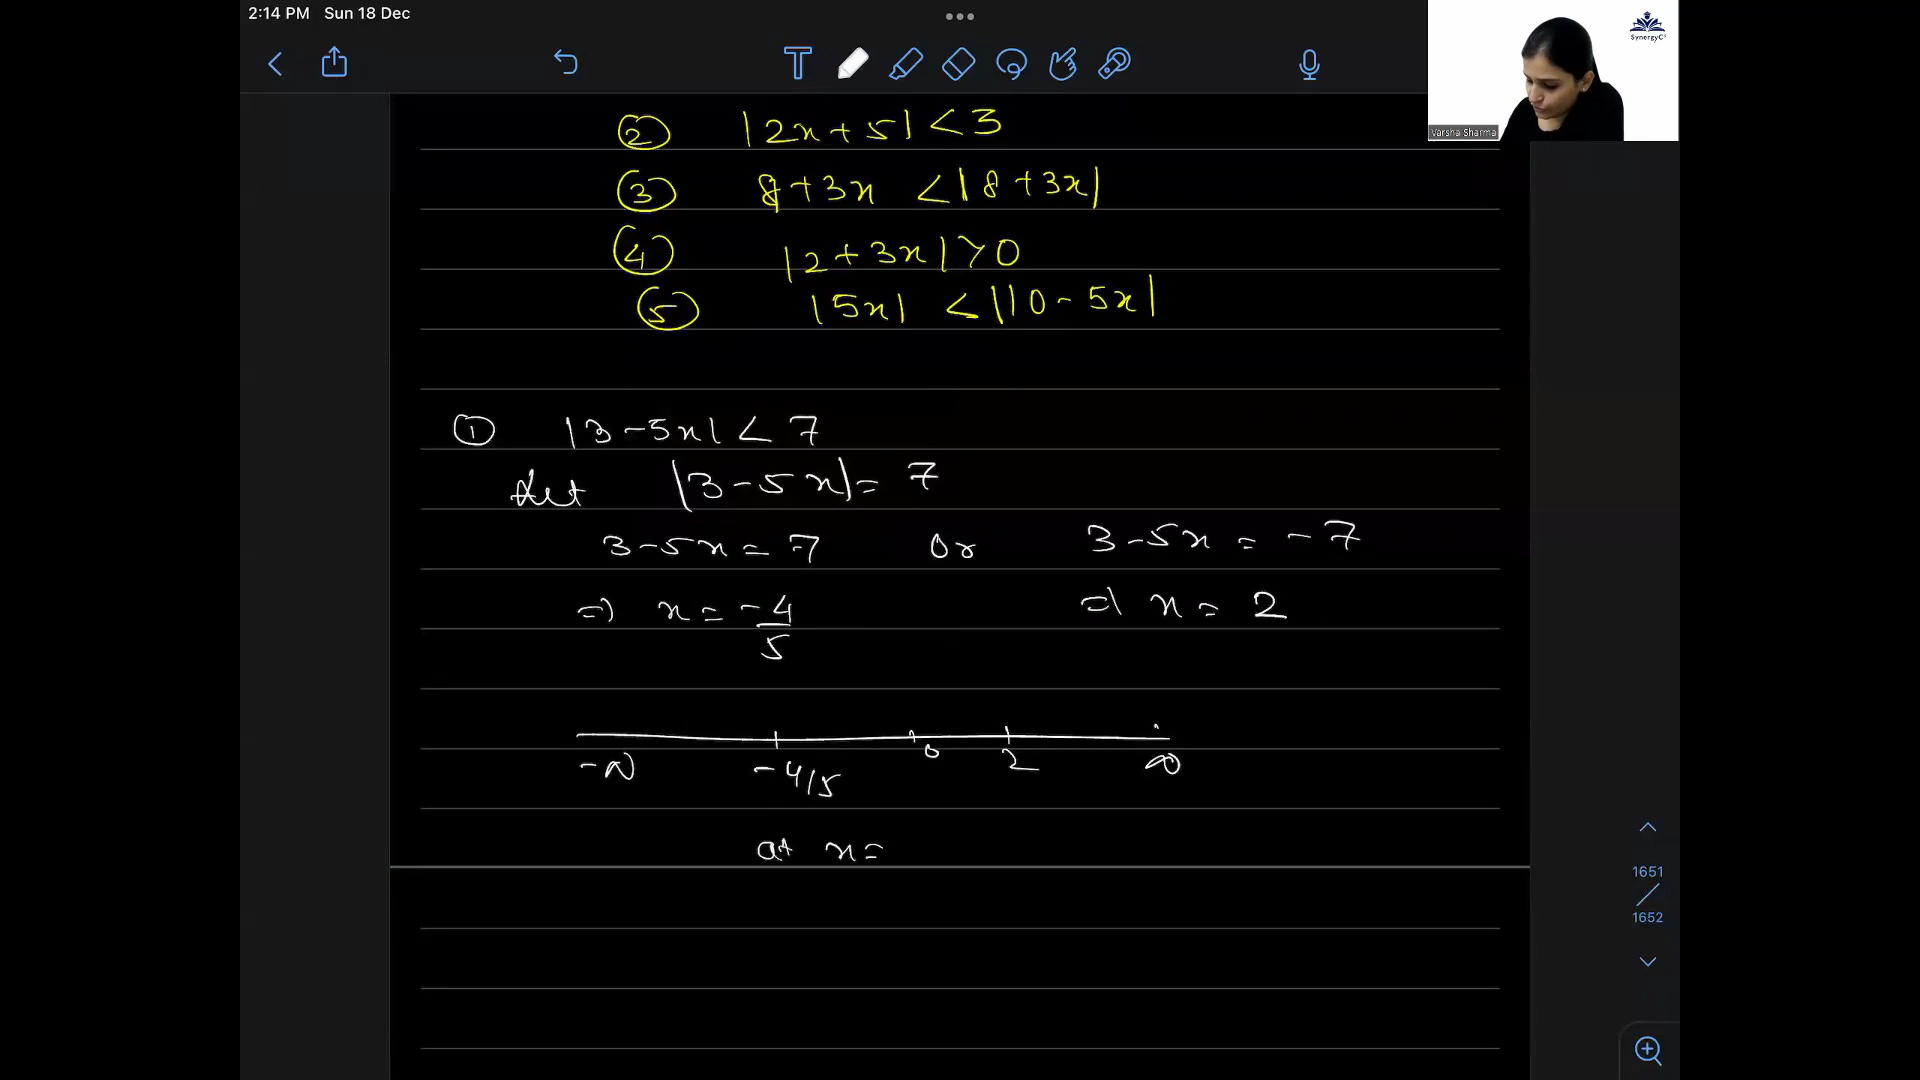 2:14 PM Sun 18 Dec
SynergyC²
Varsha Sharma
② |2x + 5| < 3
③ 8 + 3x < |8 + 3x|
④ |2 + 3x| > 0
⑤ |5x| < |10 - 5x|
① |3 - 5x| < 7
Let |3 - 5x| = 7
3 - 5x = 7 or 3 - 5x = -7
=> x = -4/5 => x = 2
-∞ -4/5 0 2 ∞
at x =
1651
/
1652